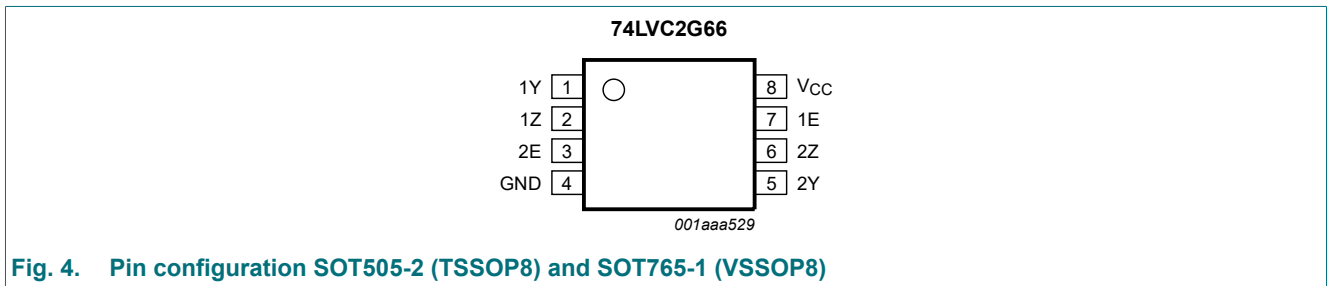 74LVC2G66
1Y 1 8 VCC
1Z 2 7 1E
2E 3 6 2Z
GND 4 5 2Y
001aaa529
Fig. 4. Pin configuration SOT505-2 (TSSOP8) and SOT765-1 (VSSOP8)